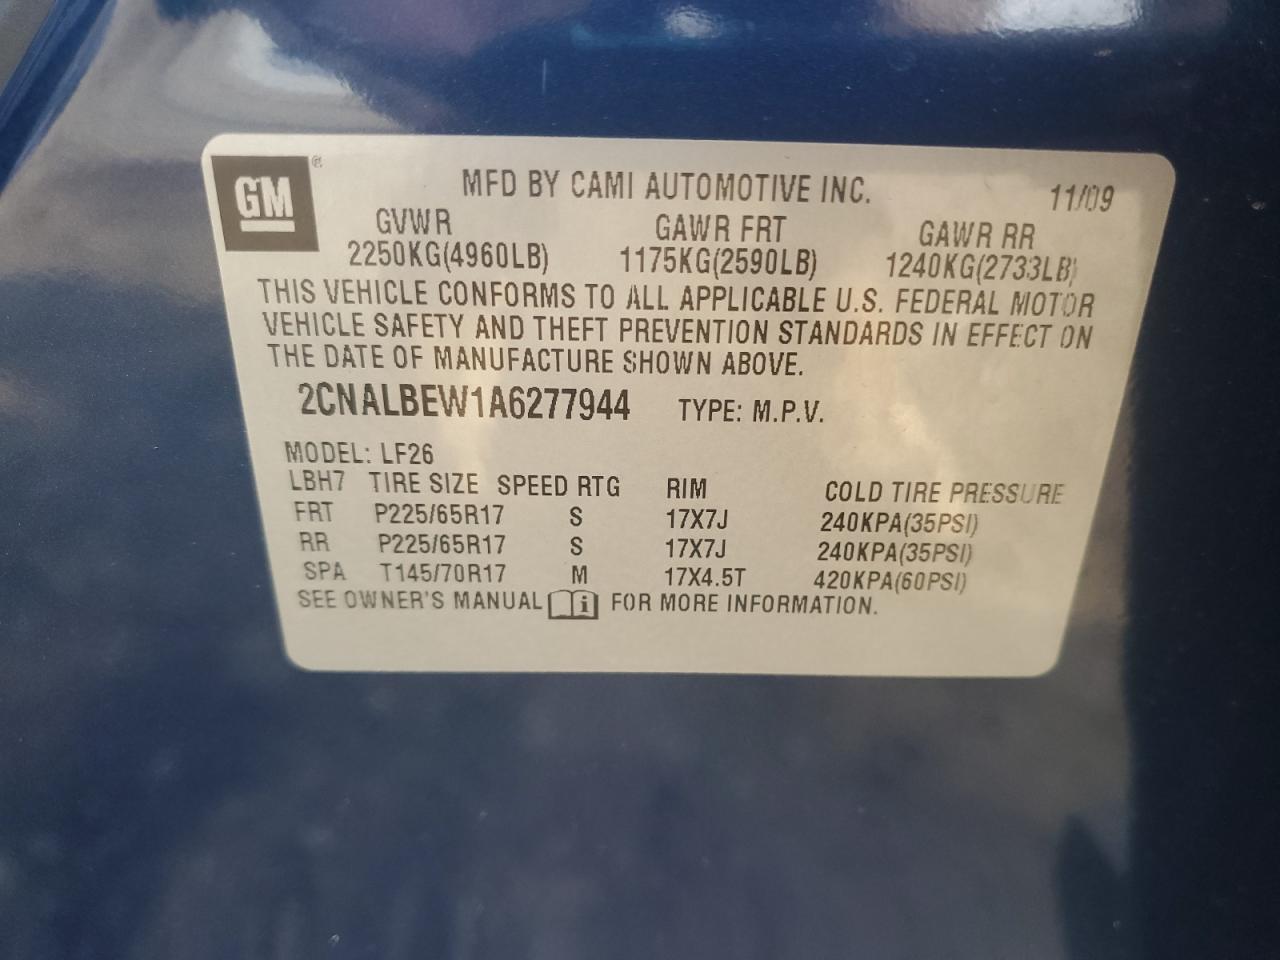 GM®
MFD BY CAMI AUTOMOTIVE INC. 11/09
GVWR GAWR FRT GAWR RR
2250KG(4960LB) 1175KG(2590LB) 1240KG(2733LB)
THIS VEHICLE CONFORMS TO ALL APPLICABLE U.S. FEDERAL MOTOR
VEHICLE SAFETY AND THEFT PREVENTION STANDARDS IN EFFECT ON
THE DATE OF MANUFACTURE SHOWN ABOVE.
2CNALBEW1A6277944 TYPE: M.P.V.
MODEL: LF26
LBH7 TIRE SIZE SPEED RTG RIM COLD TIRE PRESSURE
FRT P225/65R17 S 17X7J 240KPA(35PSI)
RR P225/65R17 S 17X7J 240KPA(35PSI)
SPA T145/70R17 M 17X4.5T 420KPA(60PSI)
SEE OWNER'S MANUAL i FOR MORE INFORMATION.